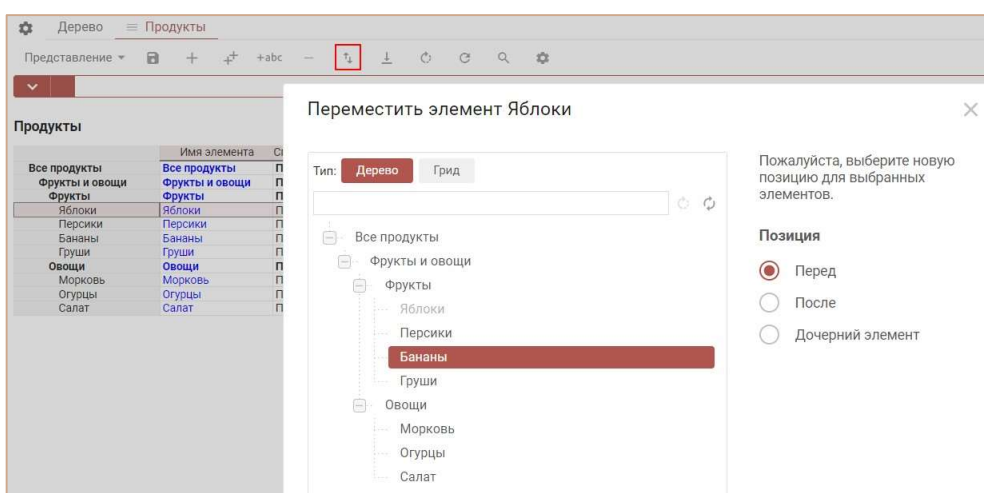 Дерево Продукты
Представление +abc
Переместить элемент Яблоки
Продукты
Имя элемента
Все продукты Все продукты
Фрукты и овощи Фрукты и овощи
Фрукты Фрукты
Яблоки Яблоки
Персики Персики
Бананы Бананы
Груши Груши
Овощи Овощи
Морковь Морковь
Огурцы Огурцы
Салат Салат
Тип: Дерево Грид
Все продукты
Фрукты и овощи
Фрукты
Яблоки
Персики
Бананы
Груши
Овощи
Морковь
Огурцы
Салат
Пожалуйста, выберите новую
позицию для выбранных
элементов.
Позиция
Перед
После
Дочерний элемент